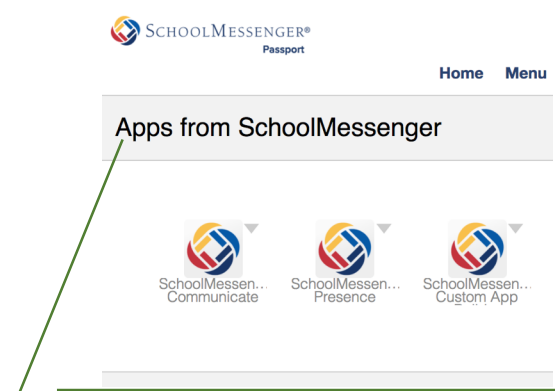 SCHOOLMESSENGER®
Passport
Home Menu
Apps from SchoolMessenger
SchoolMessen...
Communicate
SchoolMessen...
Presence
SchoolMessen...
Custom App